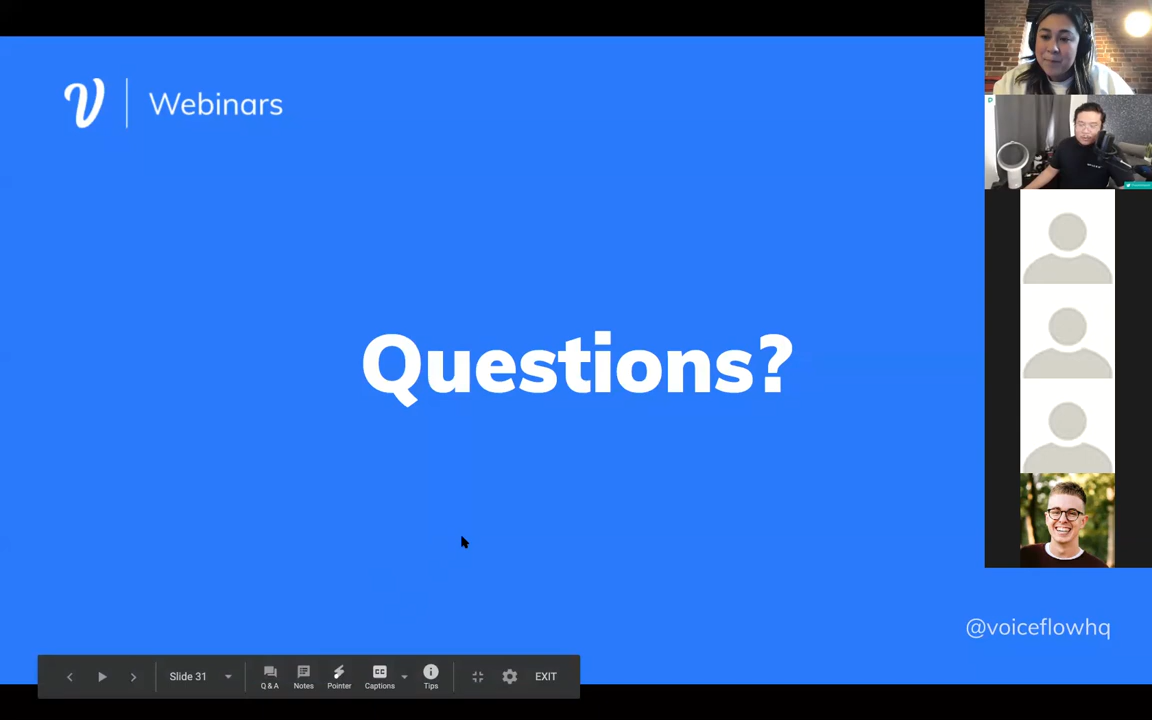 Webinars
Questions?
@voiceflowhq
Slide 31
Q & A
Notes
Pointer
Captions
Tips
EXIT